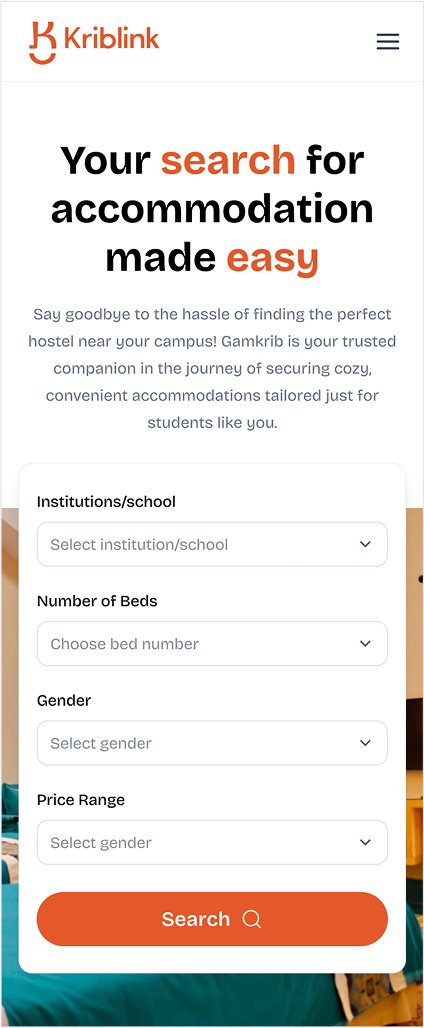 Kriblink
Your search for
accommodation
made easy
Say goodbye to the hassle of finding the perfect
hostel near your campus! Gamkrib is your trusted
companion in the journey of securing cozy,
convenient accommodations tailored just for
students like you.
Institutions/school
Select institution/school
Number of Beds
Choose bed number
Gender
Select gender
Price Range
Select gender
Search